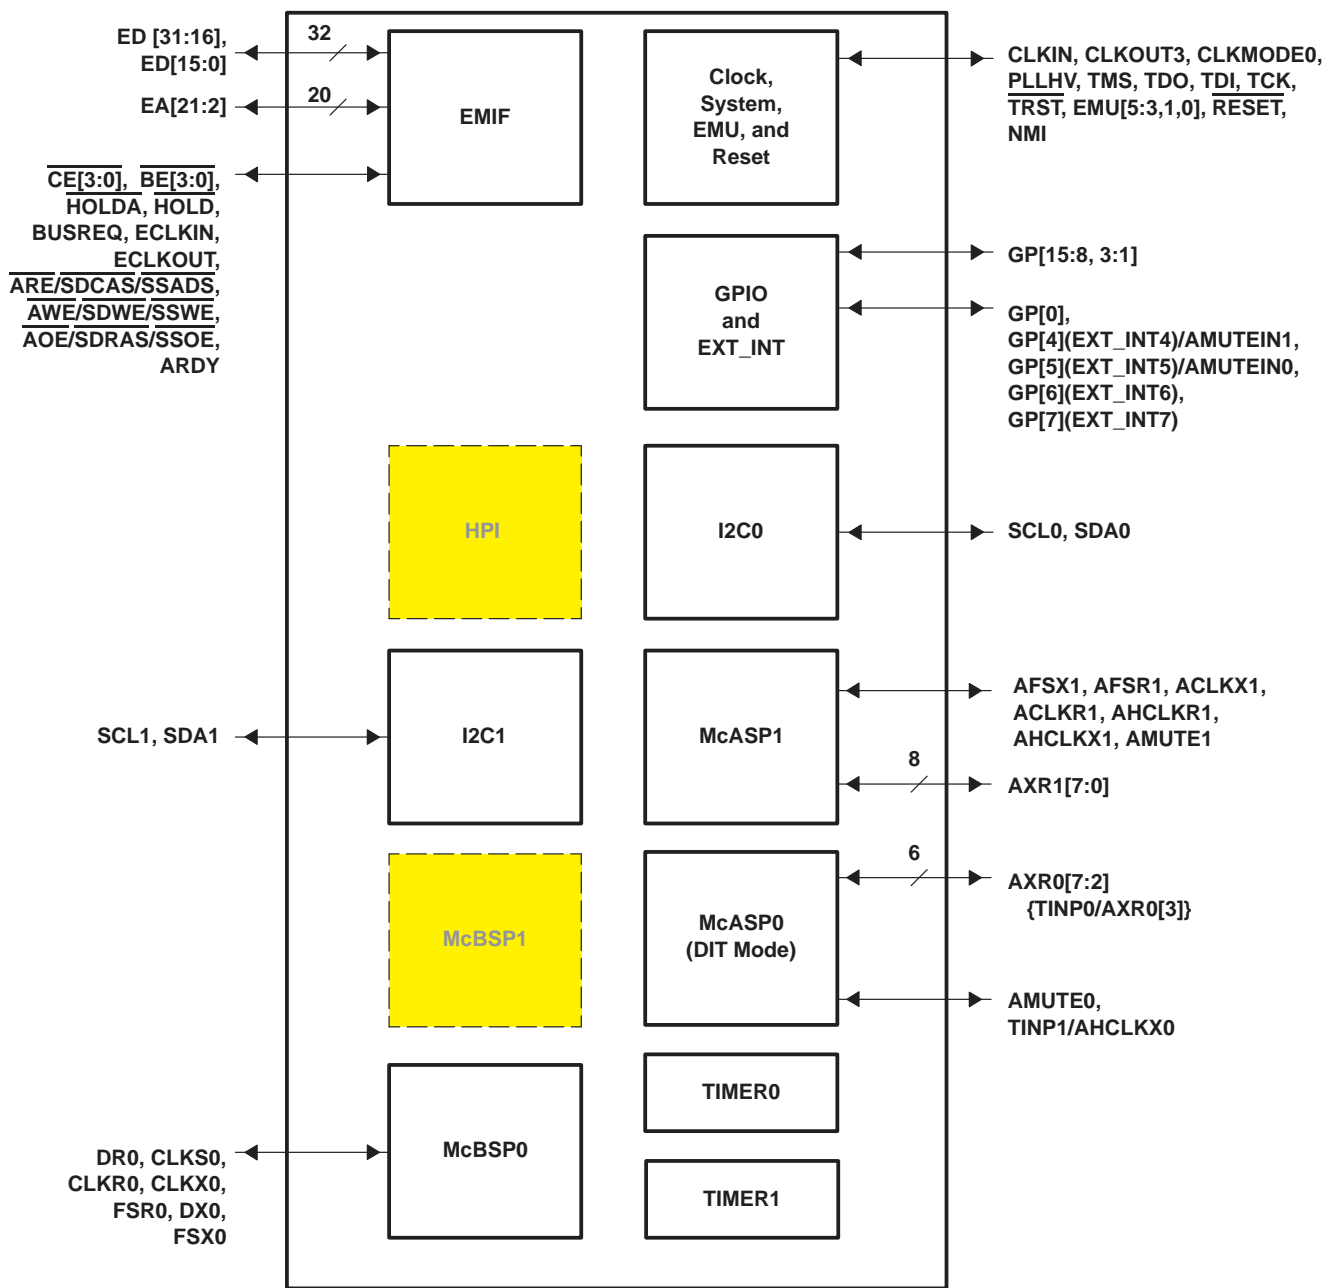 ED [31:16],
ED[15:0]
32
EA[21:2]
20
CE[3:0], BE[3:0],
HOLDA, HOLD,
BUSREQ, ECLKIN,
ECLKOUT,
ARE/SDCAS/SSADS,
AWE/SDWE/SSWE,
AOE/SDRAS/SSOE,
ARDY
EMIF
Clock,
System,
EMU, and
Reset
CLKIN, CLKOUT3, CLKMODE0,
PLLHV, TMS, TDO, TDI, TCK,
TRST, EMU[5:3,1,0], RESET,
NMI
GPIO
and
EXT_INT
GP[15:8, 3:1]
GP[0],
GP[4](EXT_INT4)/AMUTEIN1,
GP[5](EXT_INT5)/AMUTEIN0,
GP[6](EXT_INT6),
GP[7](EXT_INT7)
HPI
I2C0
SCL0, SDA0
SCL1, SDA1
I2C1
McASP1
AFSX1, AFSR1, ACLKX1,
ACLKR1, AHCLKR1,
AHCLKX1, AMUTE1
8
AXR1[7:0]
McBSP1
McASP0
(DIT Mode)
6
AXR0[7:2]
{TINP0/AXR0[3]}
AMUTE0,
TINP1/AHCLKX0
DR0, CLKS0,
CLKR0, CLKX0,
FSR0, DX0,
FSX0
McBSP0
TIMER0
TIMER1